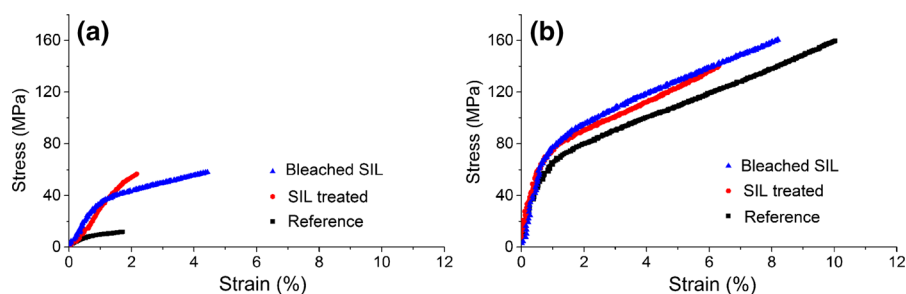 (a)
Stress (MPa)
160
120
80
40
0
Bleached SIL
SIL treated
Reference
0 2 4 6 8 10 12
Strain (%)
(b)
Stress (MPa)
160
120
80
40
0
Bleached SIL
SIL treated
Reference
0 2 4 6 8 10 12
Strain (%)